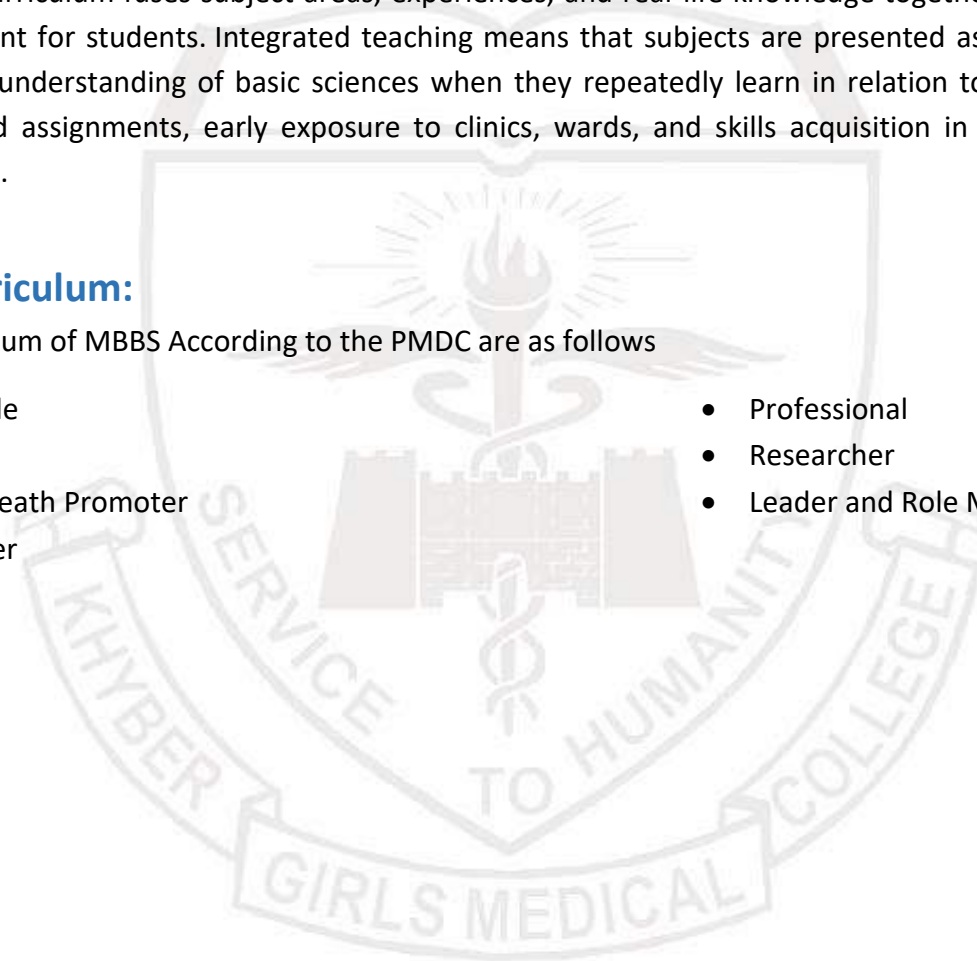 rriculum fuses subject areas, experiences, and real life knowledge togethe
nt for students. Integrated teaching means that subjects are presented as
understanding of basic sciences when they repeatedly learn in relation to
d assignments, early exposure to clinics, wards, and skills acquisition in
.
riculum:
um of MBBS According to the PMDC are as follows
le
eath Promoter
er
• Professional
• Researcher
• Leader and Role M
SERVICE TO HUMANITY
KHYBER GIRLS MEDICAL COLLEGE